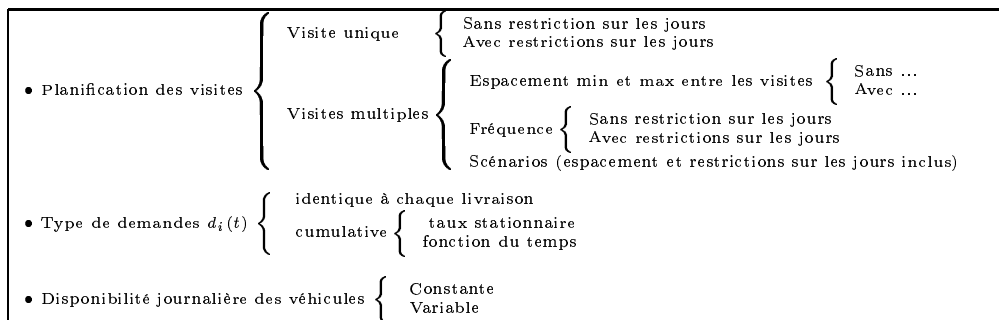 Visite unique
Sans restriction sur les jours
Avec restrictions sur les jours
• Planification des visites
Visites multiples
Espacement min et max entre les visites
Sans ...
Avec ...
Fréquence
Sans restriction sur les jours
Avec restrictions sur les jours
Scénarios (espacement et restrictions sur les jours inclus)
• Type de demandes d_i(t)
identique à chaque livraison
cumulative
taux stationnaire
fonction du temps
• Disponibilité journalière des véhicules
Constante
Variable